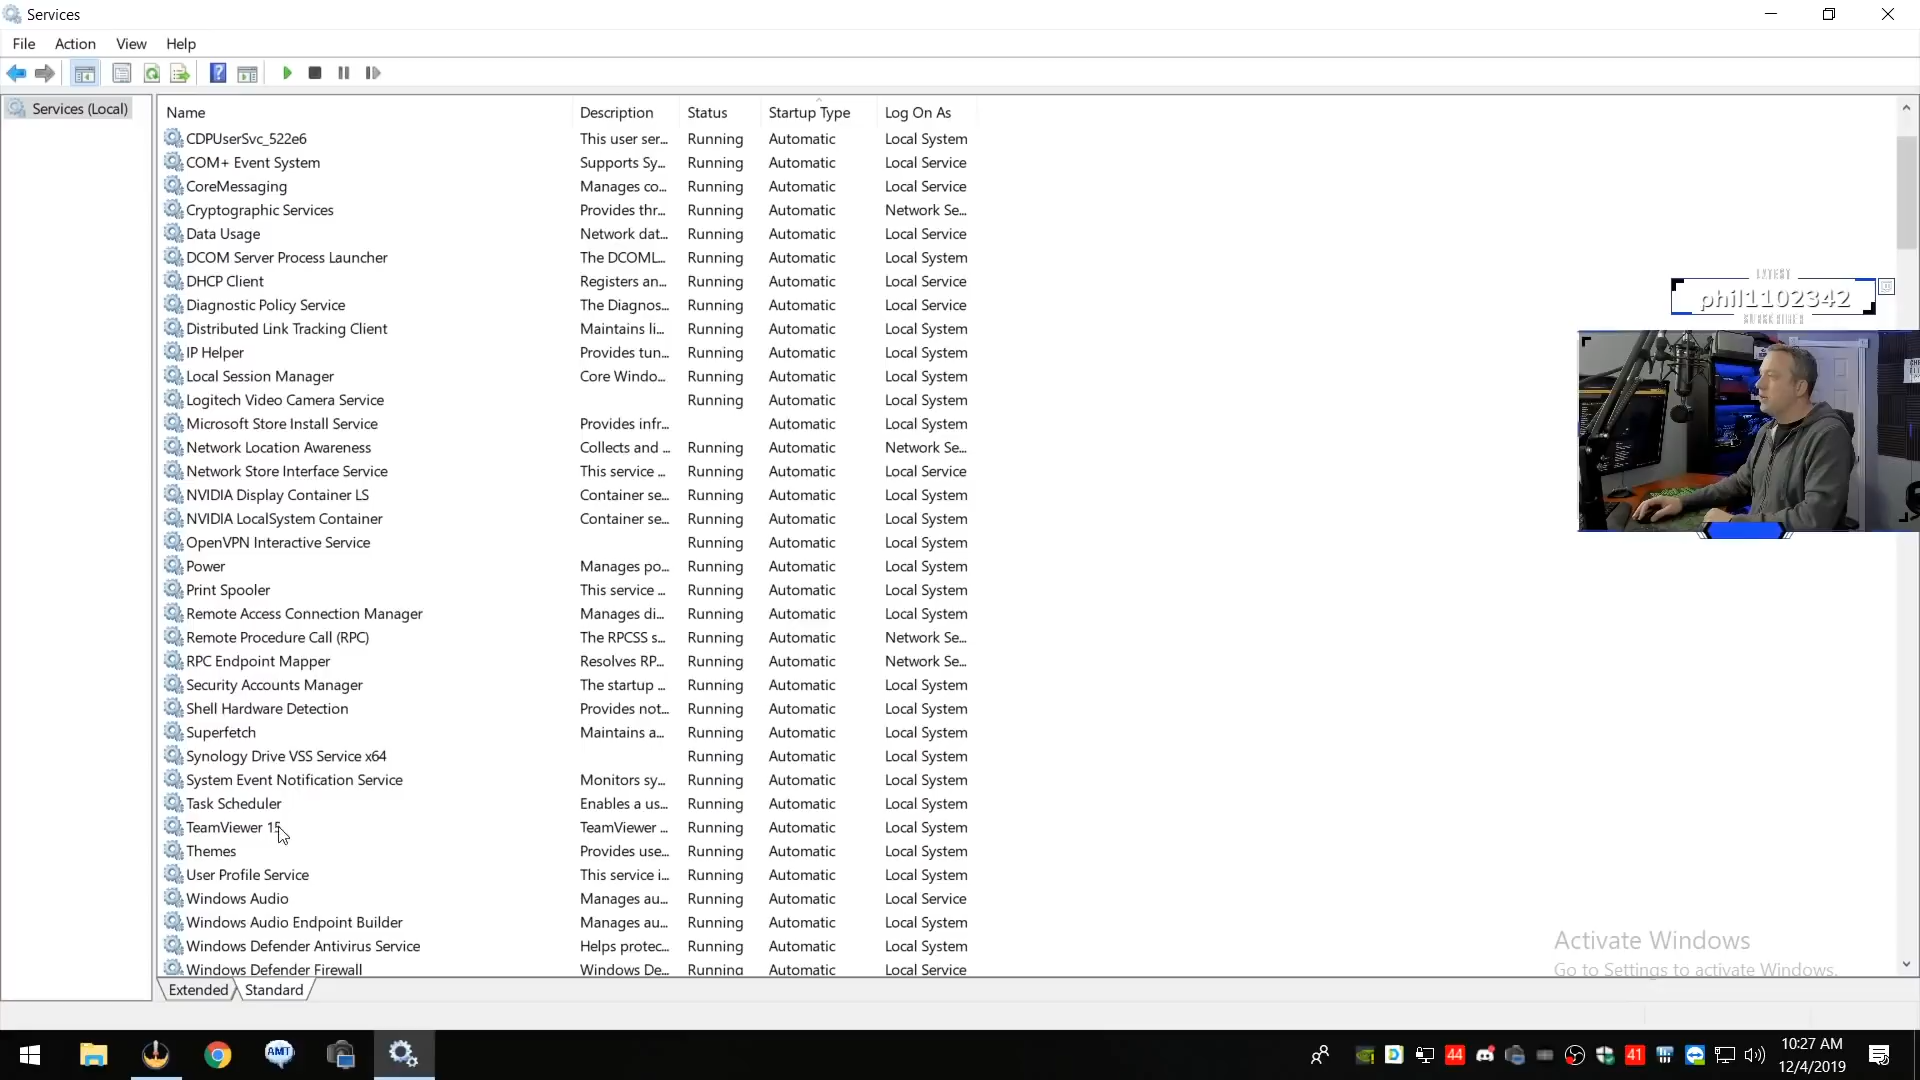 Services
File Action View Help
Services (Local)
Name Description Status Startup Type Log On As
CDPUserSvc_522e6 This user ser... Running Automatic Local System
COM+ Event System Supports Sy... Running Automatic Local Service
CoreMessaging Manages co... Running Automatic Local Service
Cryptographic Services Provides thr... Running Automatic Network Se...
Data Usage Network dat... Running Automatic Local Service
DCOM Server Process Launcher The DCOML... Running Automatic Local System
DHCP Client Registers an... Running Automatic Local Service
Diagnostic Policy Service The Diagnos... Running Automatic Local Service
Distributed Link Tracking Client Maintains li... Running Automatic Local System
IP Helper Provides tun... Running Automatic Local System
Local Session Manager Core Windo... Running Automatic Local System
Logitech Video Camera Service Running Automatic Local System
Microsoft Store Install Service Provides infr... Automatic Local System
Network Location Awareness Collects and ... Running Automatic Network Se...
Network Store Interface Service This service ... Running Automatic Local Service
NVIDIA Display Container LS Container se... Running Automatic Local System
NVIDIA LocalSystem Container Container se... Running Automatic Local System
OpenVPN Interactive Service Running Automatic Local System
Power Manages po... Running Automatic Local System
Print Spooler This service ... Running Automatic Local System
Remote Access Connection Manager Manages di... Running Automatic Local System
Remote Procedure Call (RPC) The RPCSS s... Running Automatic Network Se...
RPC Endpoint Mapper Resolves RP... Running Automatic Network Se...
Security Accounts Manager The startup ... Running Automatic Local System
Shell Hardware Detection Provides not... Running Automatic Local System
Superfetch Maintains a... Running Automatic Local System
Synology Drive VSS Service x64 Running Automatic Local System
System Event Notification Service Monitors sy... Running Automatic Local System
Task Scheduler Enables a us... Running Automatic Local System
TeamViewer 15 TeamViewer ... Running Automatic Local System
Themes Provides use... Running Automatic Local System
User Profile Service This service i... Running Automatic Local System
Windows Audio Manages au... Running Automatic Local Service
Windows Audio Endpoint Builder Manages au... Running Automatic Local System
Windows Defender Antivirus Service Helps protec... Running Automatic Local System
Windows Defender Firewall Windows De... Running Automatic Local Service
Extended Standard
LATEST
phil1102342
SUBSCRIBER
Activate Windows
Go to Settings to activate Windows.
AMT
44
41
10:27 AM
12/4/2019